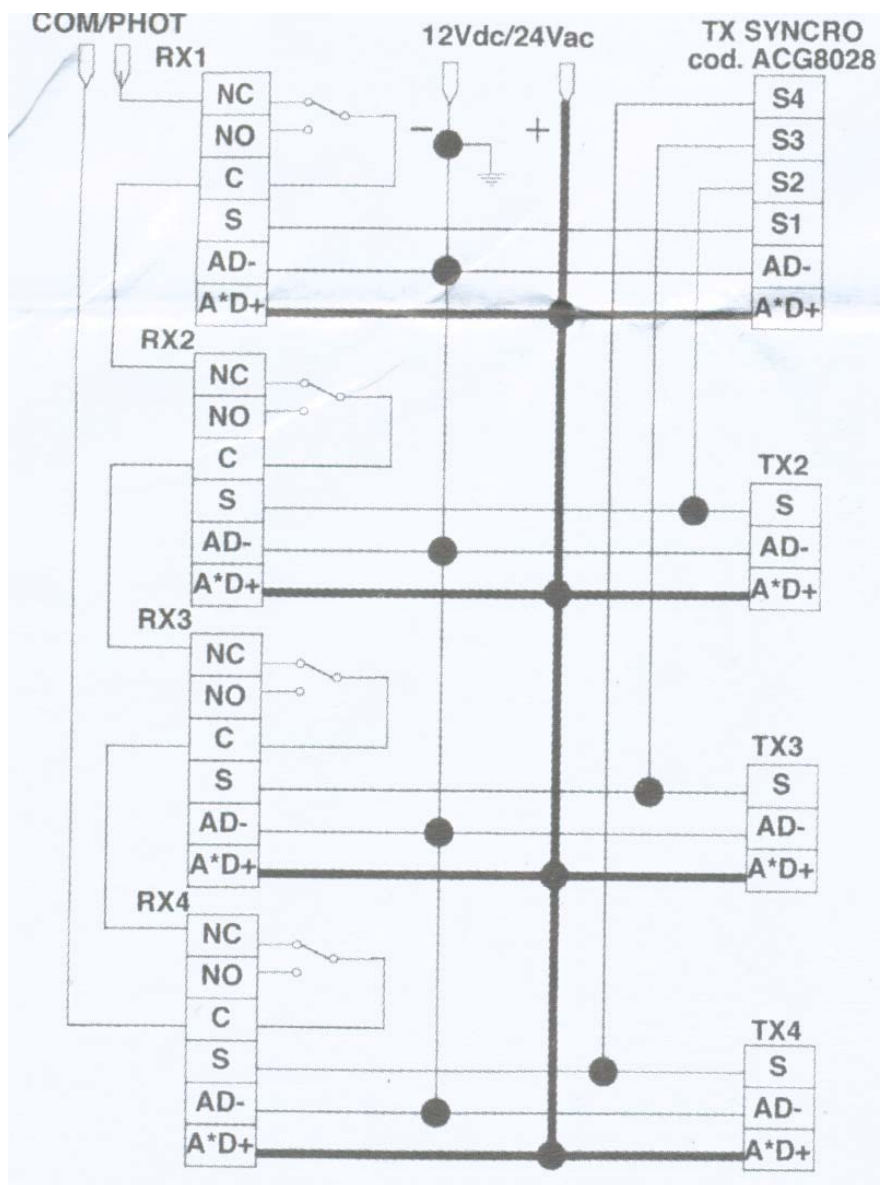 COM/PHOT
RX1
NC
NO
C
S
AD-
A*D+
12Vdc/24Vac
- +
TX SYNCRO
cod. ACG8028
S4
S3
S2
S1
AD-
A*D+
RX2
NC
NO
C
S
AD-
A*D+
TX2
S
AD-
A*D+
RX3
NC
NO
C
S
AD-
A*D+
TX3
S
AD-
A*D+
RX4
NC
NO
C
S
AD-
A*D+
TX4
S
AD-
A*D+